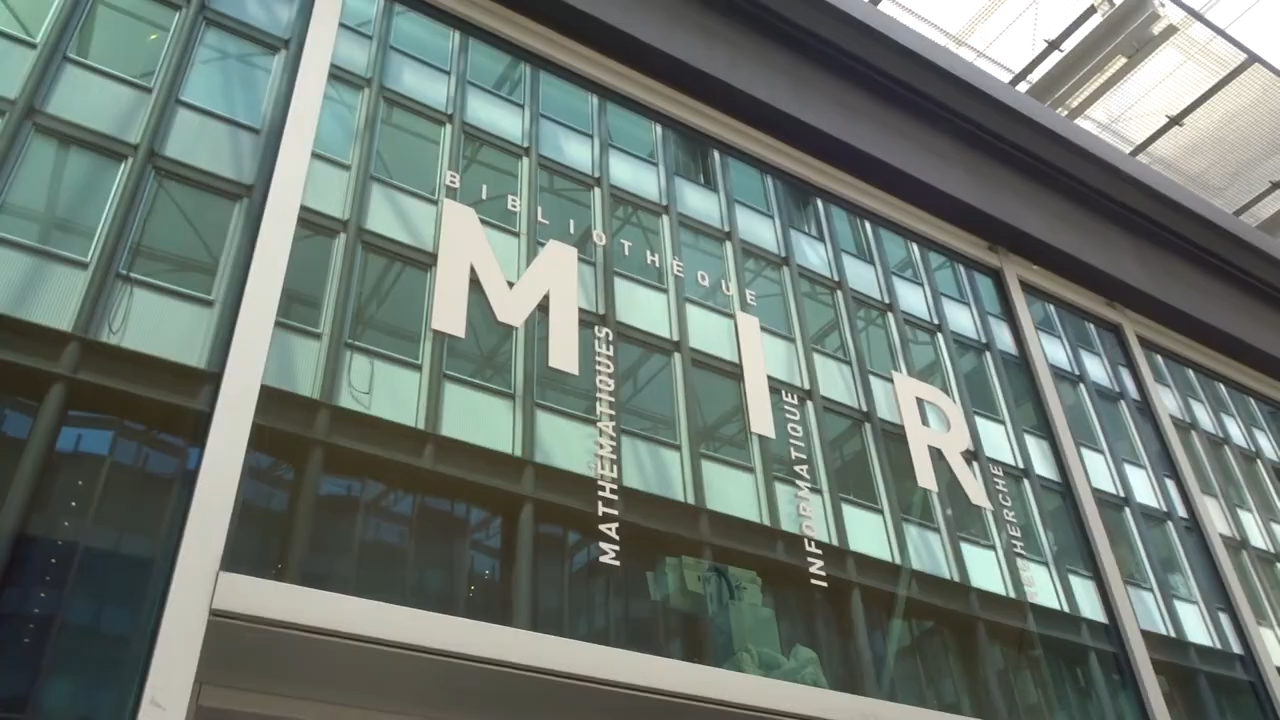 BIBLIOTHÈQUE
MIR
MATHÉMATIQUES
INFORMATIQUE
RECHERCHE